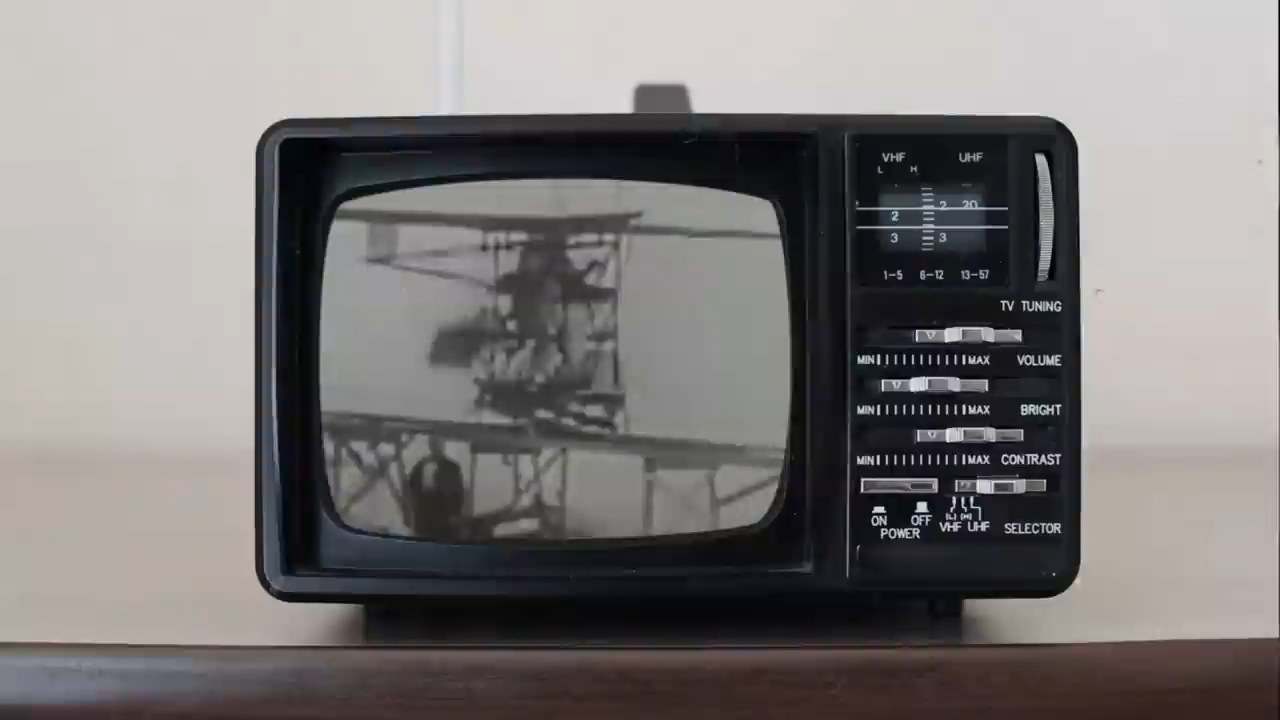 VHF UHF
L H
2 20
2
3 3
1-5 6-12 13-57
TV TUNING
MIN MAX VOLUME
MIN MAX BRIGHT
MIN MAX CONTRAST
ON OFF
POWER
(L) (H)
VHF UHF
SELECTOR